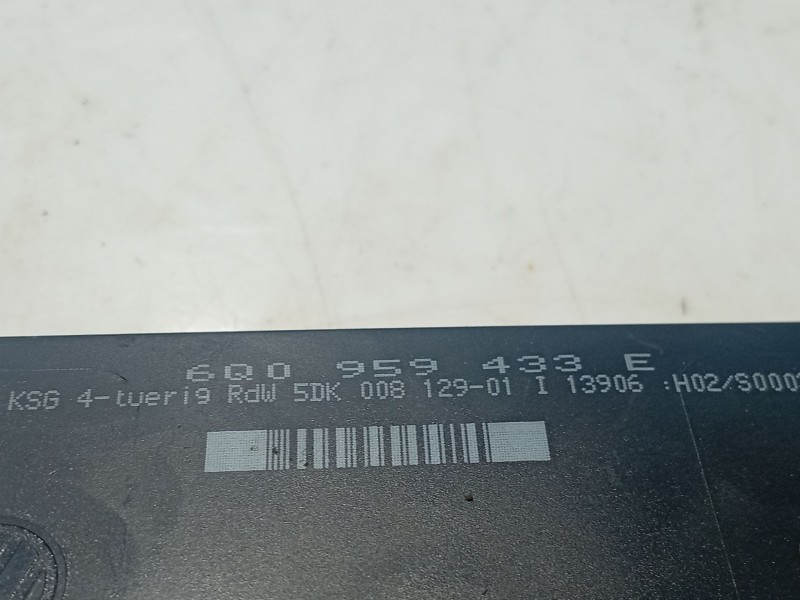 6Q0 959 433 E
KSG 4-tuerig RdW 5DK 008 129-01 I 13906 :H02/S000